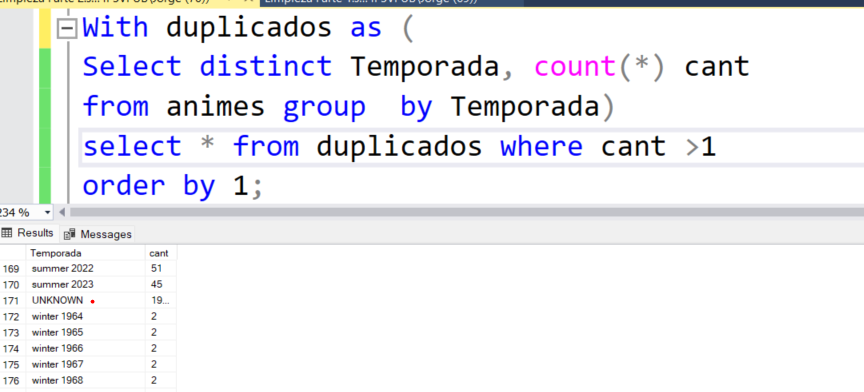 With duplicados as (
Select distinct Temporada, count(*) cant
from animes group  by Temporada)
select * from duplicados where cant >1
order by 1;
234 %
Results Messages
Temporada cant
169 summer 2022 51
170 summer 2023 45
171 UNKNOWN 19...
172 winter 1964 2
173 winter 1965 2
174 winter 1966 2
175 winter 1967 2
176 winter 1968 2